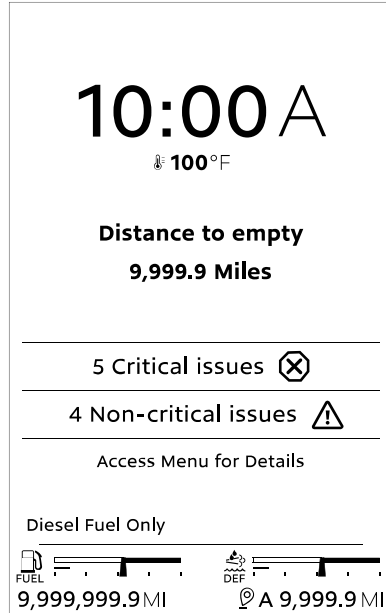 10:00 A
100°F
Distance to empty
9,999.9 Miles
5 Critical issues
4 Non-critical issues
Access Menu for Details
Diesel Fuel Only
FUEL
DEF
9,999,999.9 MI
A 9,999.9 MI